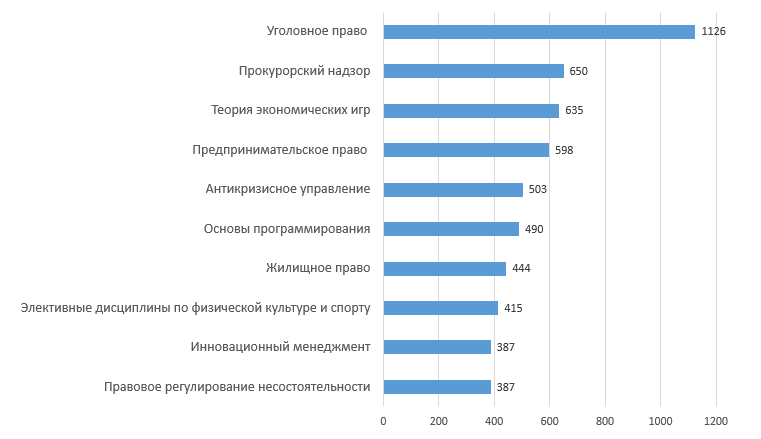 Уголовное право 1126
Прокурорский надзор 650
Теория экономических игр 635
Предпринимательское право 598
Антикризисное управление 503
Основы программирования 490
Жилищное право 444
Элективные дисциплины по физической культуре и спорту 415
Инновационный менеджмент 387
Правовое регулирование несостоятельности 387
0 200 400 600 800 1000 1200